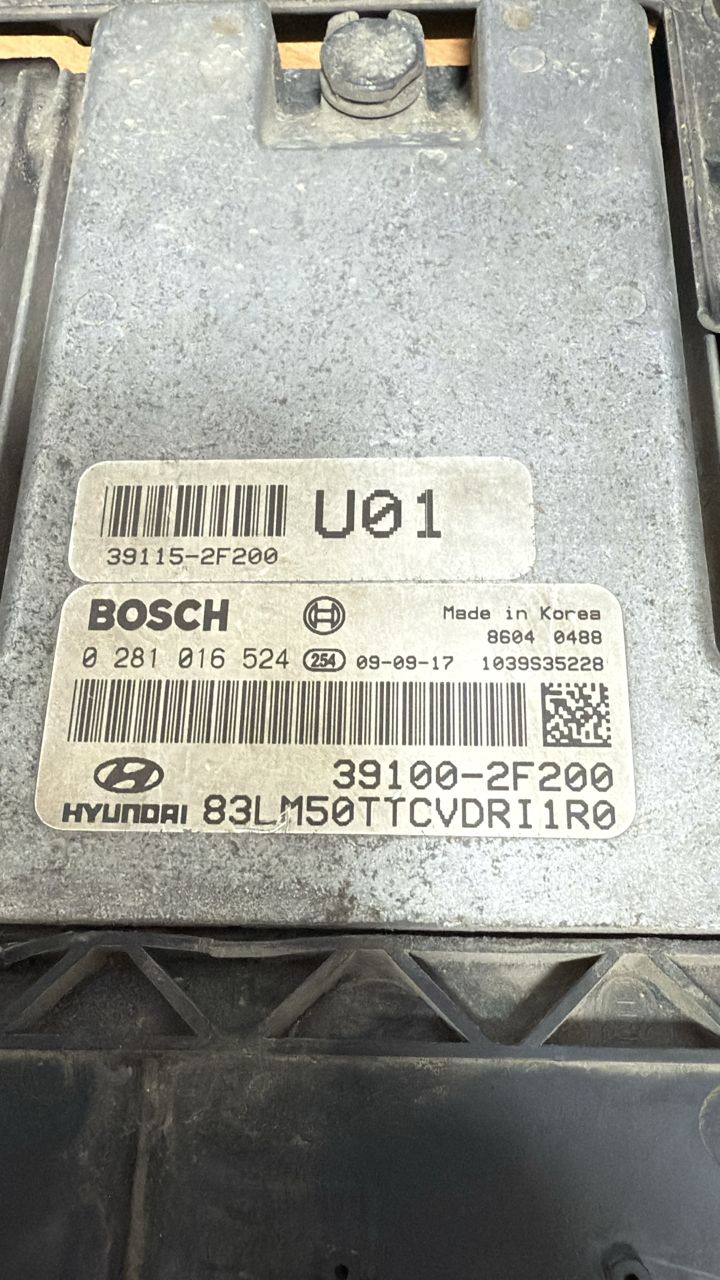 U01
39115-2F200
BOSCH H Made in Korea
8604 0488
0 281 016 524 254 09-09-17 1039S35228
39100-2F200
HYUNDAI 83LM50TTCVDRI1R0